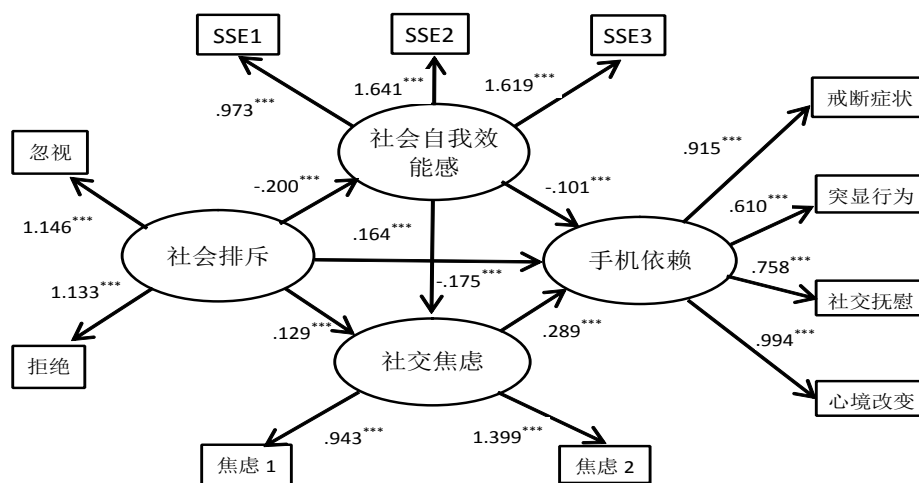 SSE1
SSE2
SSE3
1.641***
1.619***
.973***
戒断症状
忽视
社会自我效
能感
.915***
-.200***
-.101***
.610***
突显行为
1.146***
.164***
社会排斥
手机依赖
-.175***
.758***
社交抚慰
1.133***
.129***
.289***
.994***
拒绝
社交焦虑
心境改变
.943***
1.399***
焦虑 1
焦虑 2